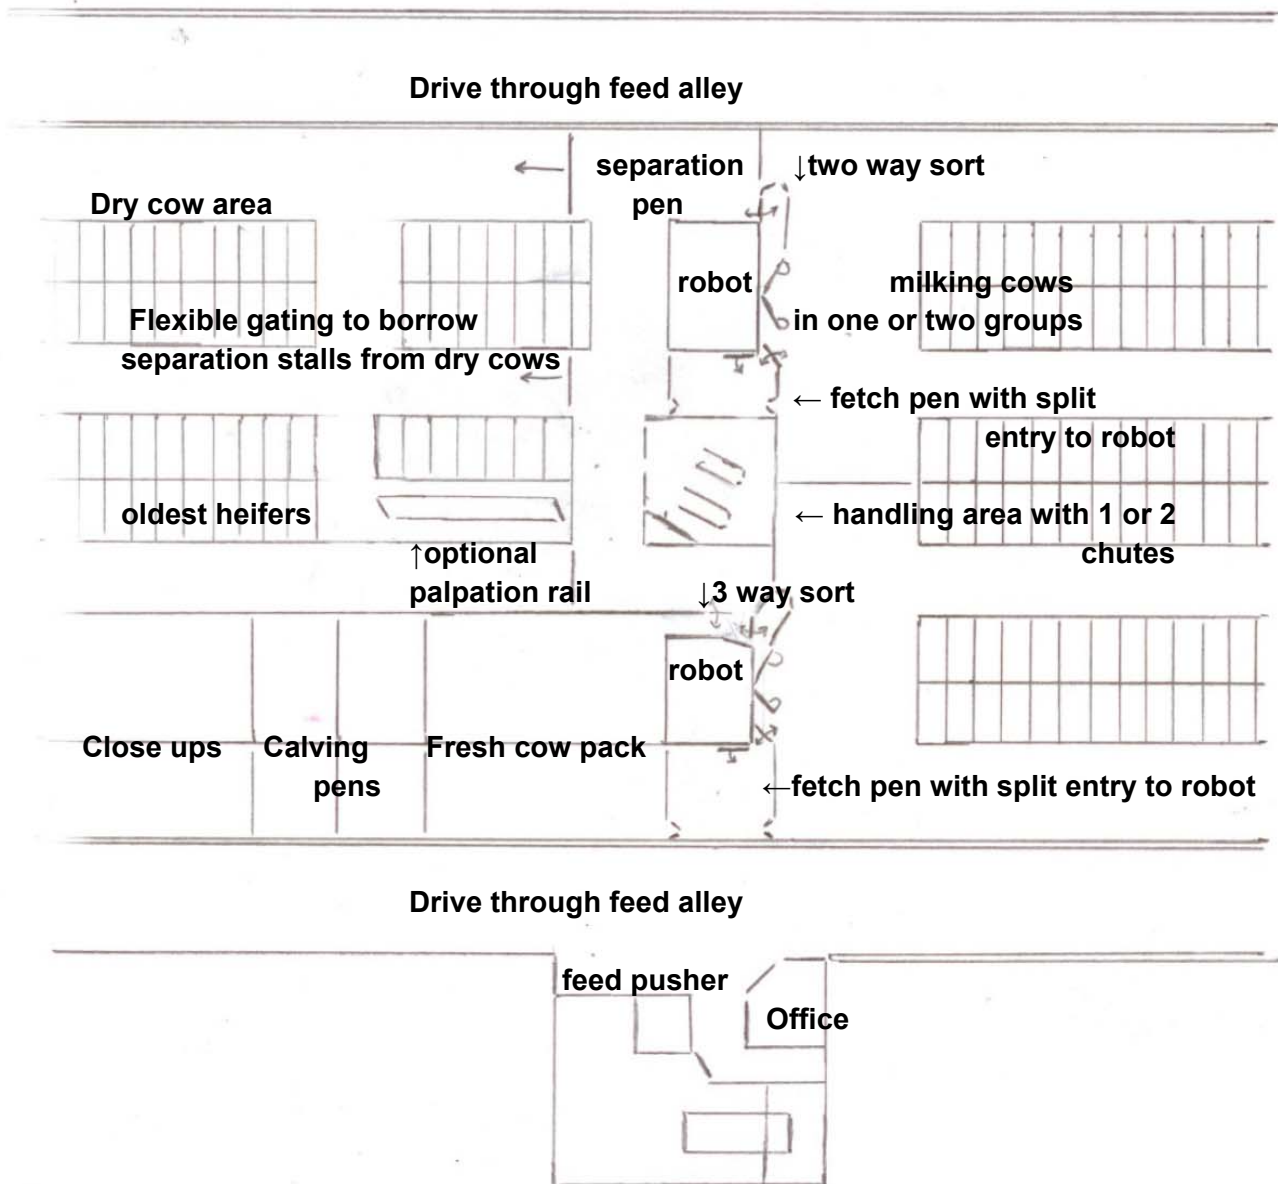 Drive through feed alley
separation
pen
↓two way sort
Dry cow area
robot
milking cows
in one or two groups
Flexible gating to borrow
separation stalls from dry cows
← fetch pen with split
entry to robot
oldest heifers
← handling area with 1 or 2
chutes
↑optional
palpation rail
↓3 way sort
robot
Close ups
Calving
pens
Fresh cow pack
←fetch pen with split entry to robot
Drive through feed alley
feed pusher
Office